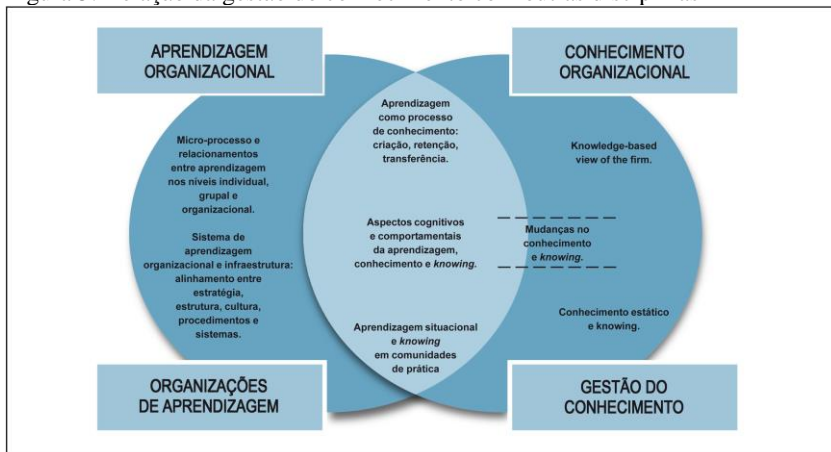 APRENDIZAGEM
ORGANIZACIONAL
CONHECIMENTO
ORGANIZACIONAL
Micro-processo e
relacionamentos
entre aprendizagem
nos níveis individual,
grupal e
organizacional.
Sistema de
aprendizagem
organizacional e infraestrutura:
alinhamento entre
estratégia,
estrutura, cultura,
procedimentos e
sistemas.
Aprendizagem
como processo
de conhecimento:
criação, retenção,
transferência.
Aspectos cognitivos
e comportamentais
da aprendizagem,
conhecimento e knowing.
Aprendizagem situacional
e knowing
em comunidades
de prática
Knowledge-based
view of the firm.
Mudanças no
conhecimento
e knowing.
Conhecimento estático
e knowing.
ORGANIZAÇÕES
DE APRENDIZAGEM
GESTÃO DO
CONHECIMENTO